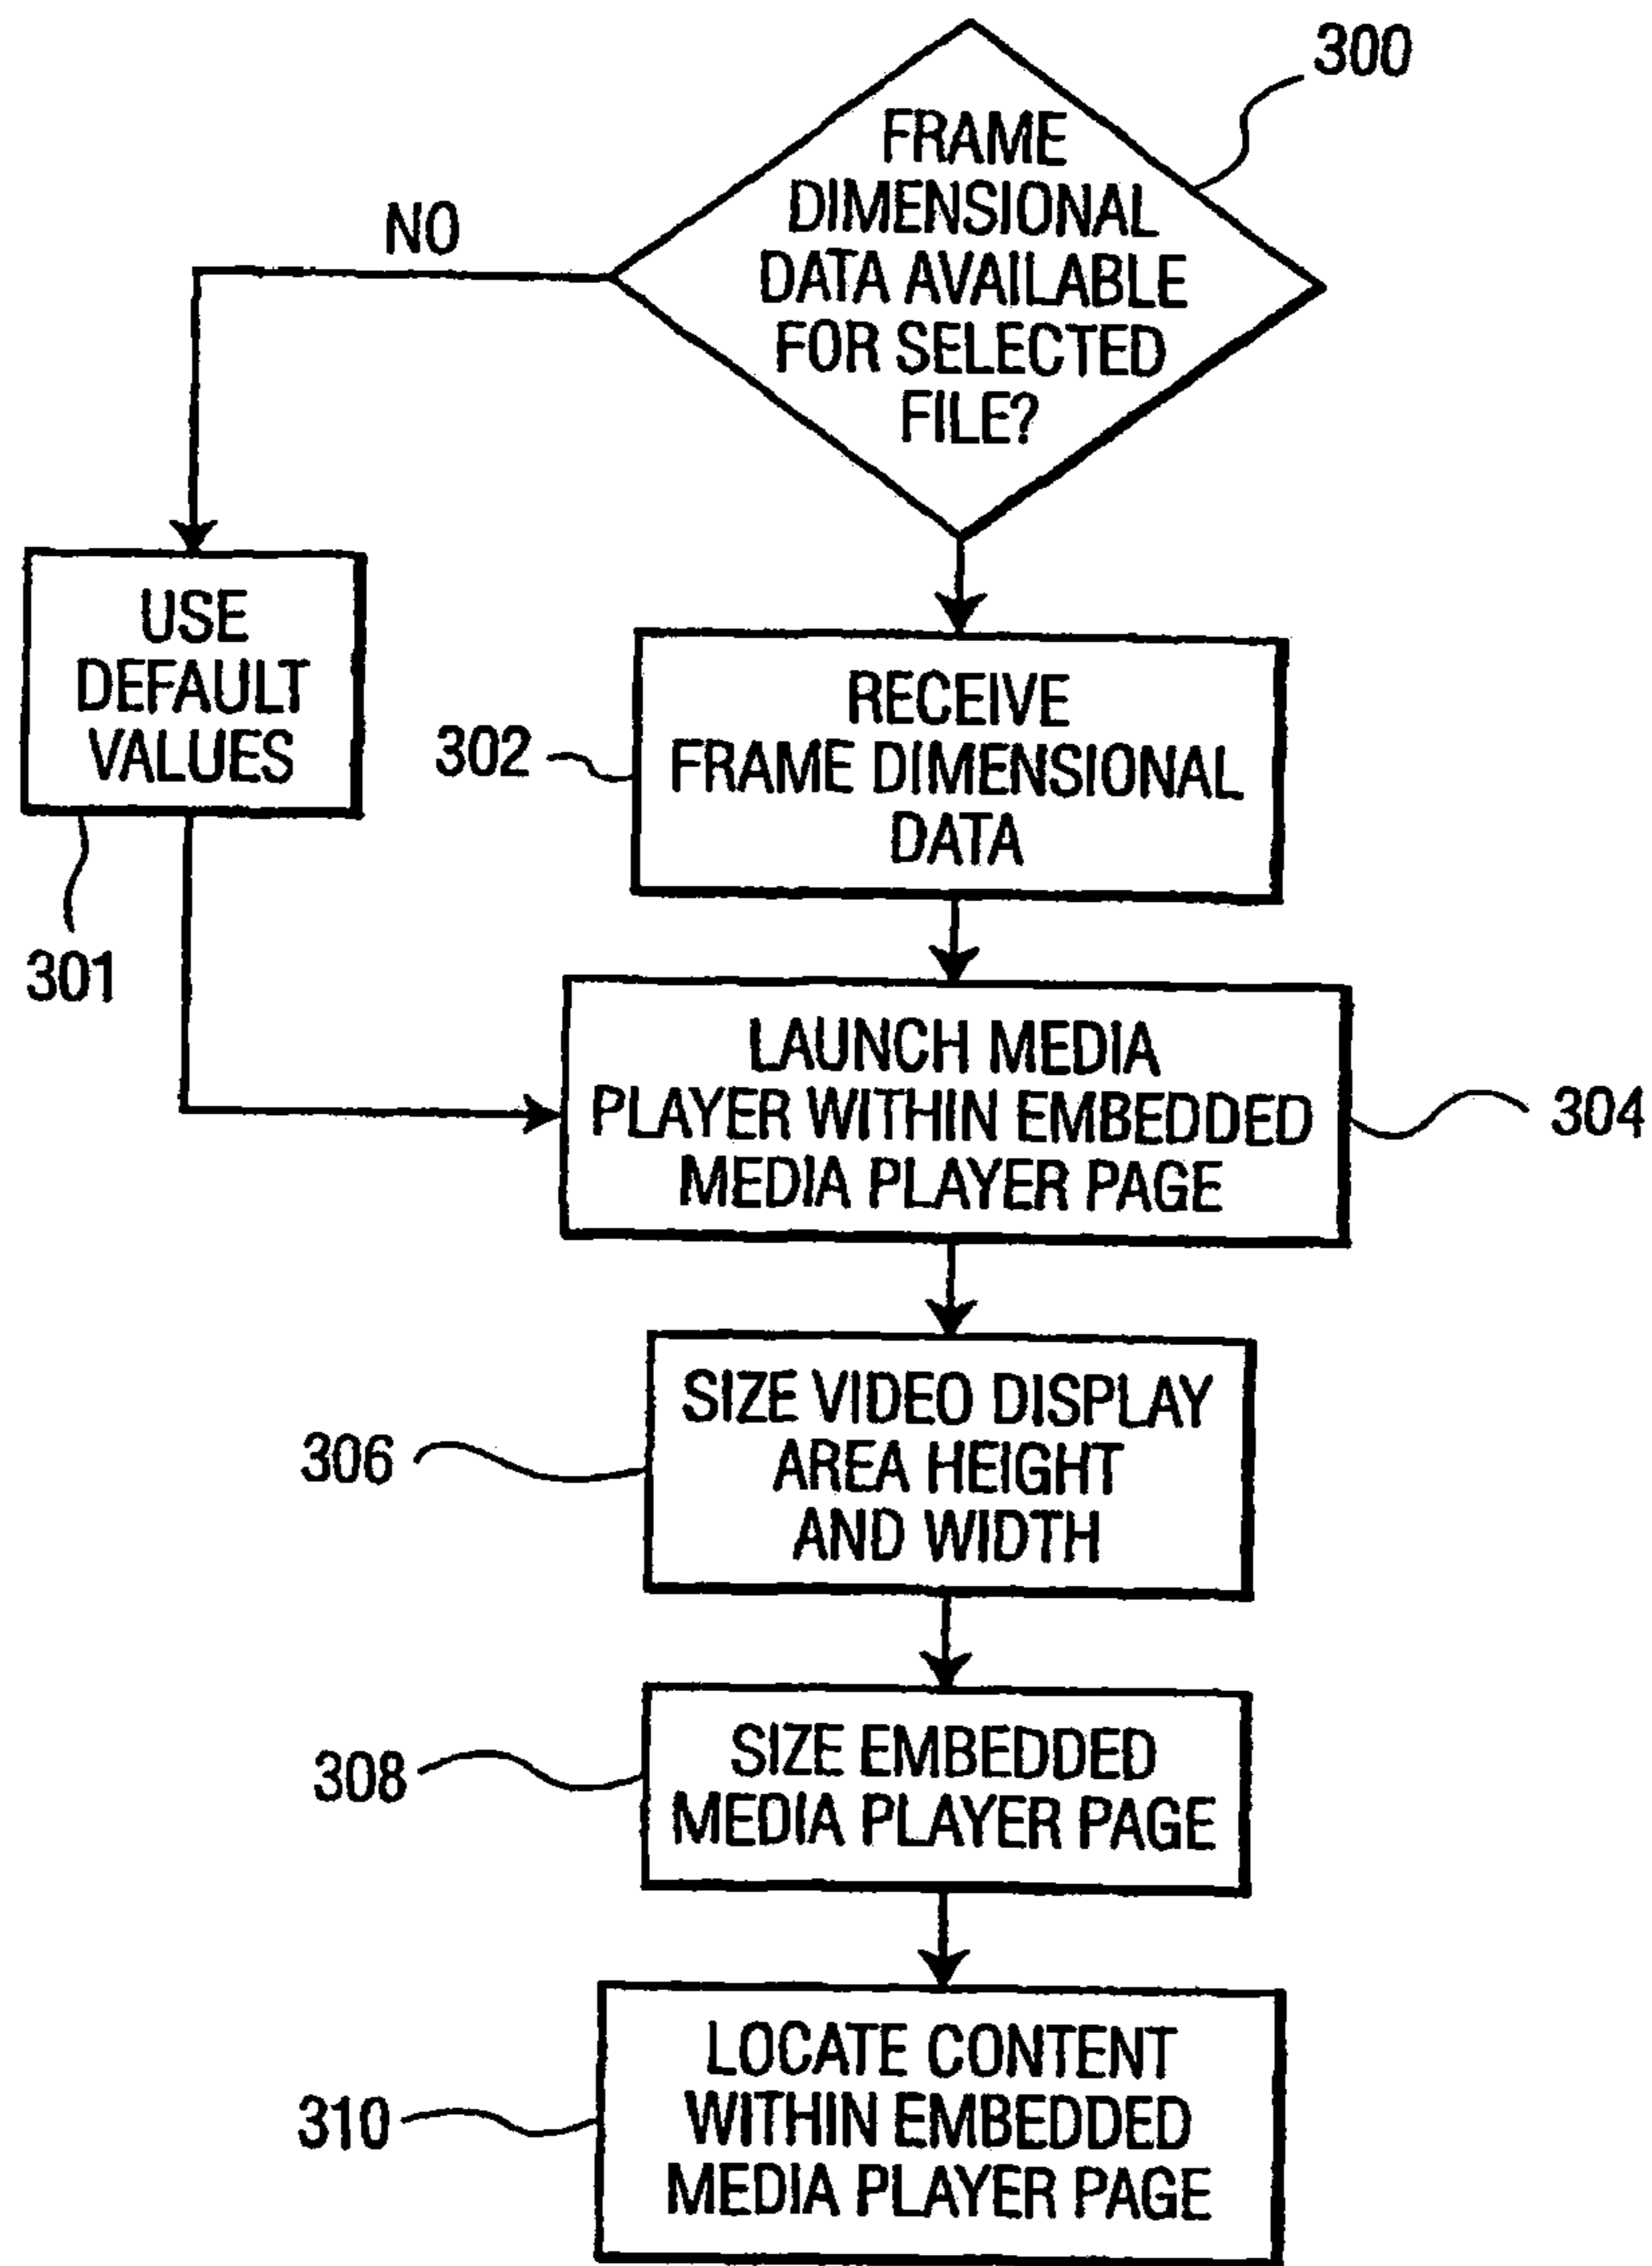 300
FRAME
DIMENSIONAL
DATA AVAILABLE
FOR SELECTED
FILE?
NO
USE
DEFAULT
VALUES
301
302
RECEIVE
FRAME DIMENSIONAL
DATA
LAUNCH MEDIA
PLAYER WITHIN EMBEDDED
MEDIA PLAYER PAGE
304
SIZE VIDEO DISPLAY
AREA HEIGHT
AND WIDTH
306
SIZE EMBEDDED
MEDIA PLAYER PAGE
308
LOCATE CONTENT
WITHIN EMBEDDED
MEDIA PLAYER PAGE
310